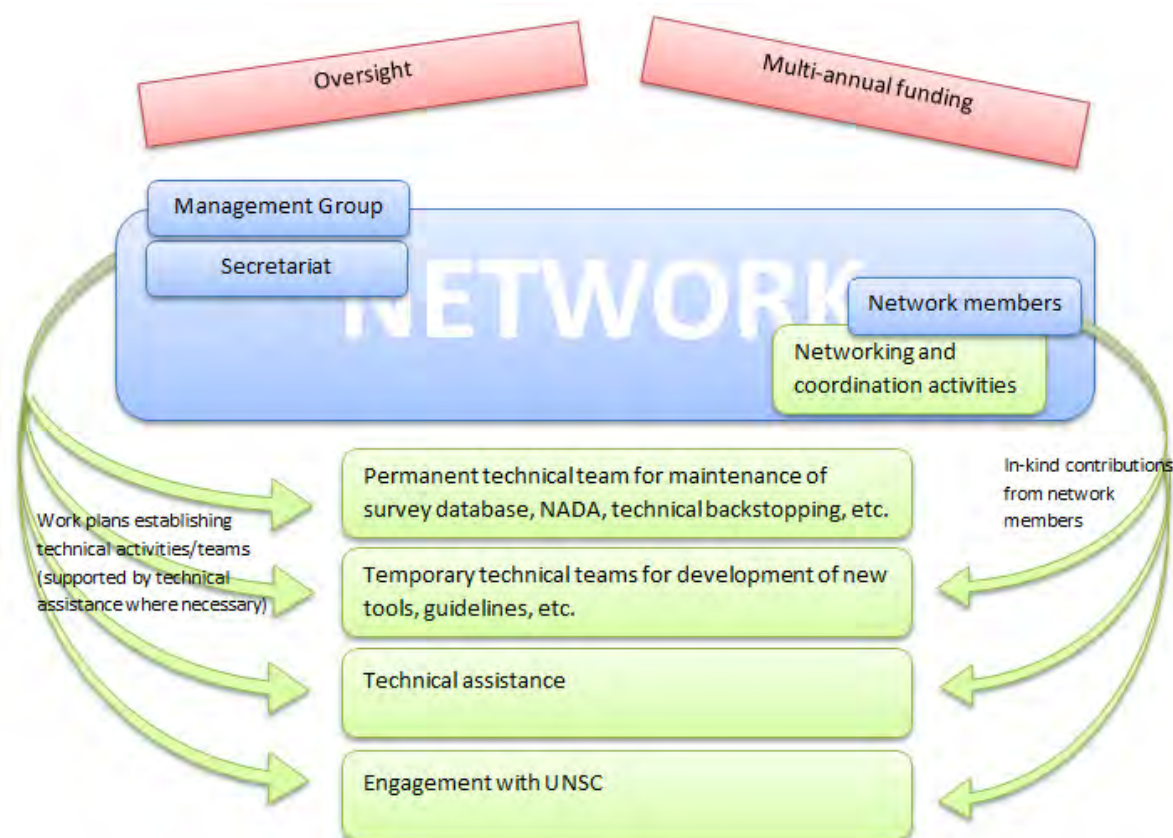 Oversight
Multi-annual funding
Management Group
Secretariat
NETWORK
Network members
Networking and
coordination activities
Permanent technical team for maintenance of
survey database, NADA, technical backstopping, etc.
In-kind contributions
from network
members
Work plans establishing
technical activities/teams
(supported by technical
assistance where necessary)
Temporary technical teams for development of new
tools, guidelines, etc.
Technical assistance
Engagement with UNSC